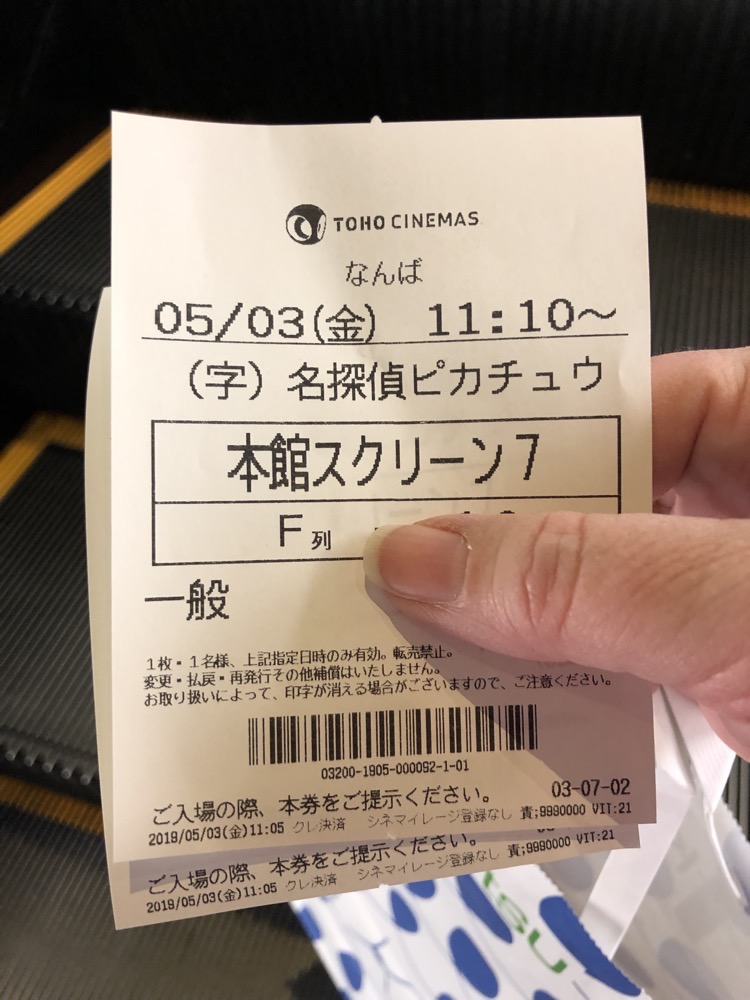 TOHO CINEMAS
なんば
05/03(金) 11:10~
(字) 名探偵ピカチュウ
本館スクリーン7
F列
一般
1枚・1名様、上記指定日時のみ有効。転売禁止。
変更・払戻・再発行その他補償はいたしません。
お取り扱いによって、印字が消える場合がございますので、ご注意ください。
03200-1905-000092-1-01
ご入場の際、本券をご提示ください。 03-07-02
2019/05/03(金)11:05 クレ決済 シネマイレージ登録なし 責;9990000 VIT:21
ご入場の際、本券をご提示ください。
2019/05/03(金)11:05 クレ決済 シネマイレージ登録なし 責;9990000 VIT:21
TSU